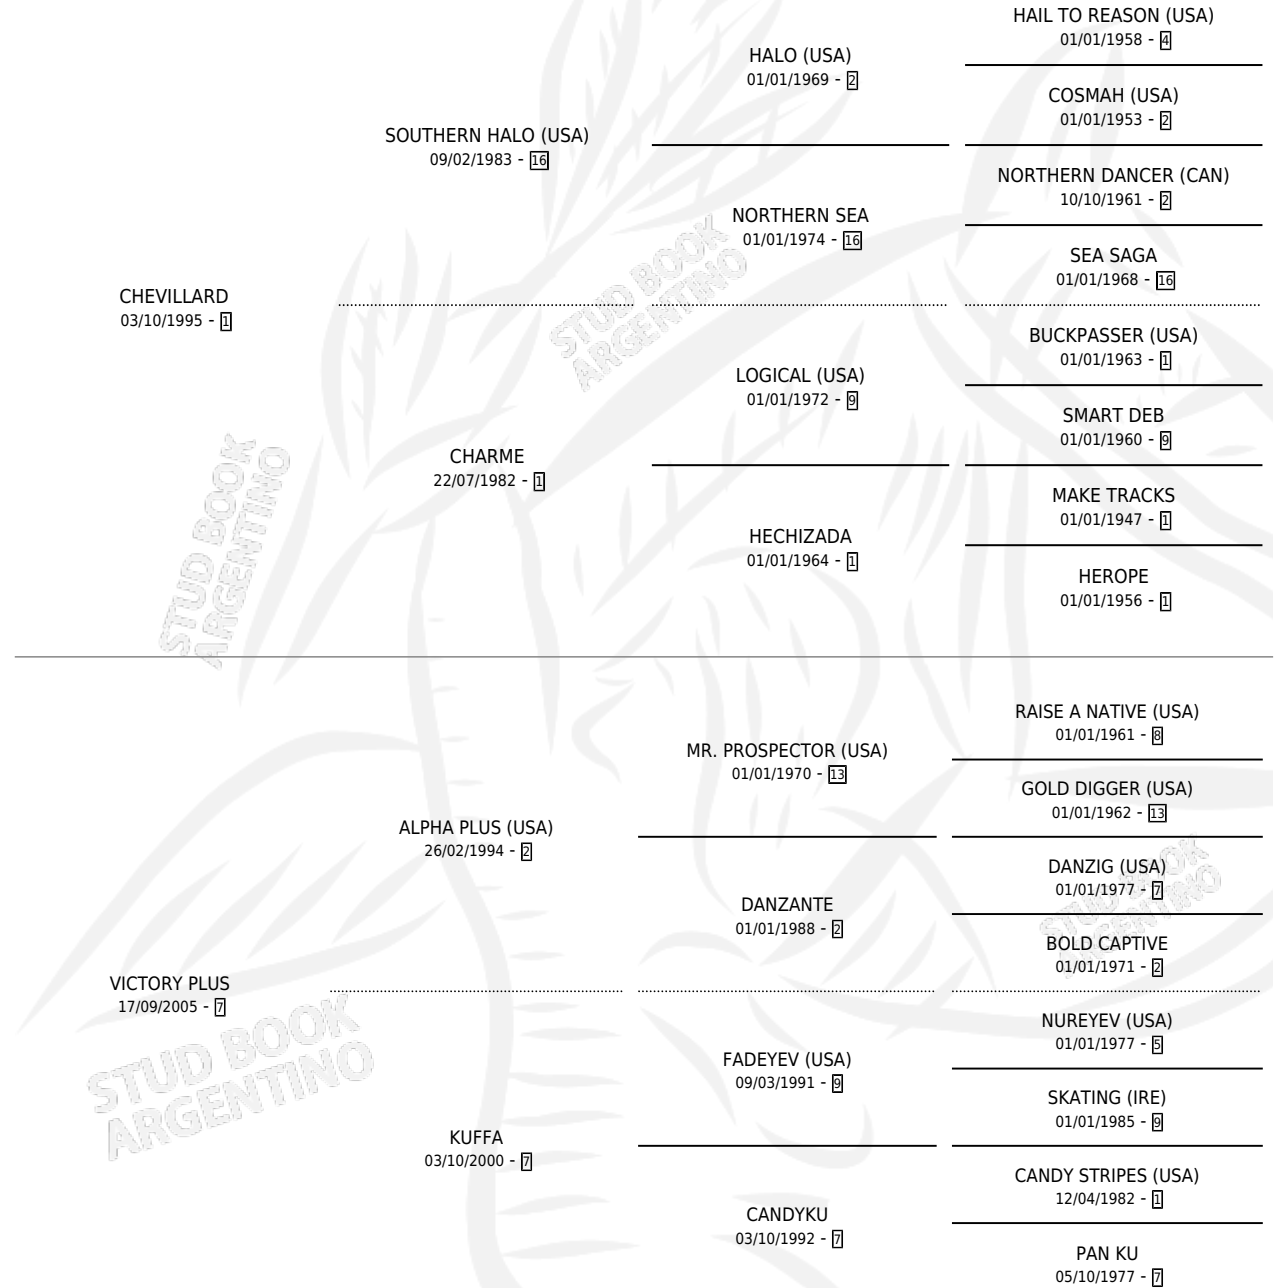 HAIL TO REASON (USA)
01/01/1958 - 4
HALO (USA)
01/01/1969 - 2
COSMAH (USA)
01/01/1953 - 2
SOUTHERN HALO (USA)
09/02/1983 - 16
NORTHERN DANCER (CAN)
10/10/1961 - 2
NORTHERN SEA
01/01/1974 - 16
SEA SAGA
01/01/1968 - 16
CHEVILLARD
03/10/1995 - 1
STUD BOOK
ARGENTINO
BUCKPASSER (USA)
01/01/1963 - 1
LOGICAL (USA)
01/01/1972 - 9
SMART DEB
01/01/1960 - 9
CHARME
22/07/1982 - 1
MAKE TRACKS
01/01/1947 - 1
HECHIZADA
01/01/1964 - 1
HEROPE
01/01/1956 - 1
STUD BOOK
ARGENTINO
RAISE A NATIVE (USA)
01/01/1961 - 8
MR. PROSPECTOR (USA)
01/01/1970 - 13
GOLD DIGGER (USA)
01/01/1962 - 13
ALPHA PLUS (USA)
26/02/1994 - 2
DANZIG (USA)
01/01/1977 - 7
DANZANTE
01/01/1988 - 2
BOLD CAPTIVE
01/01/1971 - 2
STUD BOOK
ARGENTINO
VICTORY PLUS
17/09/2005 - 7
NUREYEV (USA)
01/01/1977 - 5
FADEYEV (USA)
09/03/1991 - 9
SKATING (IRE)
01/01/1985 - 9
STUD BOOK
ARGENTINO
KUFFA
03/10/2000 - 7
CANDY STRIPES (USA)
12/04/1982 - 1
CANDYKU
03/10/1992 - 7
PAN KU
05/10/1977 - 7